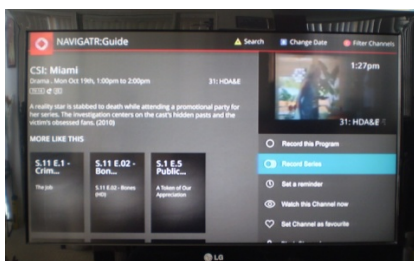 NAVIGATR:Guide
Search
Change Date
Filter Channels
CSI: Miami
Drama . Mon Oct 19th, 1:00pm to 2:00pm
31: HDA&E
A reality star is stabbed to death while attending a promotional party for
her series. The investigation centers on the cast's hidden pasts and the
victim's obsessed fans. (2010)
MORE LIKE THIS
S.11 E.1 -
Crim...
The Job
S.11 E.02 -
Bon...
S.11 E.02 - Bones
(HD)
S.1 E.5
Public...
A Token of Our
Appreciation
1:27pm
31: HDA&E
Record this Program
Record Series
Set a reminder
Watch this Channel now
Set Channel as favourite
LG